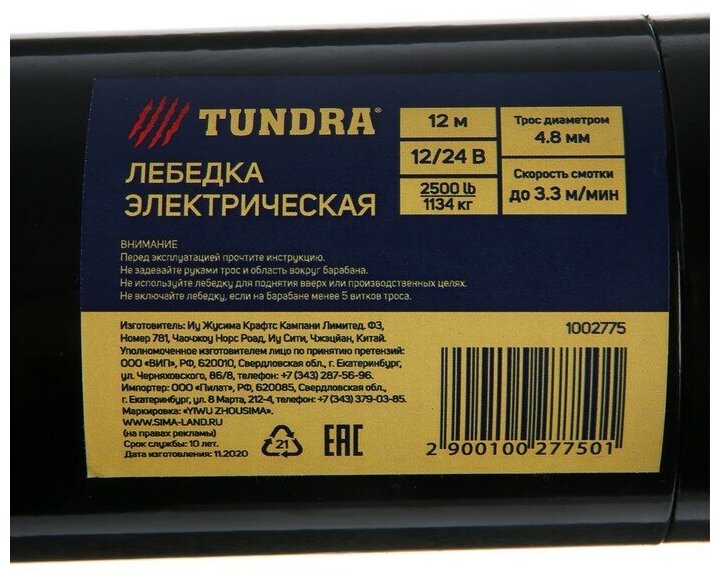 TUNDRA®
ЛЕБЕДКА
ЭЛЕКТРИЧЕСКАЯ
12 м
12/24 В
2500 lb
1134 кг
Трос диаметром
4.8 мм
Скорость смотки
до 3.3 м/мин
ВНИМАНИЕ
Перед эксплуатацией прочтите инструкцию.
Не задевайте руками трос и область вокруг барабана.
Не используйте лебедку для поднятия вверх или производственных целях.
Не включайте лебедку, если на барабане менее 5 витков троса.
Изготовитель: Иу Жусима Крафтс Кампани Лимитед. ФЗ,
Номер 781, Чаочжоу Норс Роад, Иу Сити, Чжэцйан, Китай.
Уполномоченное изготовителем лицо по принятию претензий:
ООО «ВИП», РФ, 620010, Свердловская обл., г. Екатеринбург,
ул. Черняховского, 86/8, телефон: +7 (343) 287-56-96.
Импортер: ООО «Пилат», РФ, 620085, Свердловская обл.,
г. Екатеринбург, ул. 8 Марта, 212-4, телефон: +7 (343) 379-03-85.
Маркировка: «YIWU ZHOUSIMA».
WWW.SIMA-LAND.RU
(на правах рекламы)
Срок службы: 10 лет.
Дата изготовления: 11.2020
21
EAC
1002775
2 900100 277501